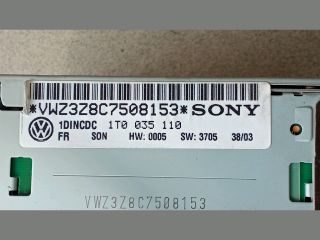 *VWZ3Z8C7508153* SONY
1DINCDC 1T0 035 110
FR SON HW: 0005 SW: 3705 38/03
VWZ3Z8C7508153